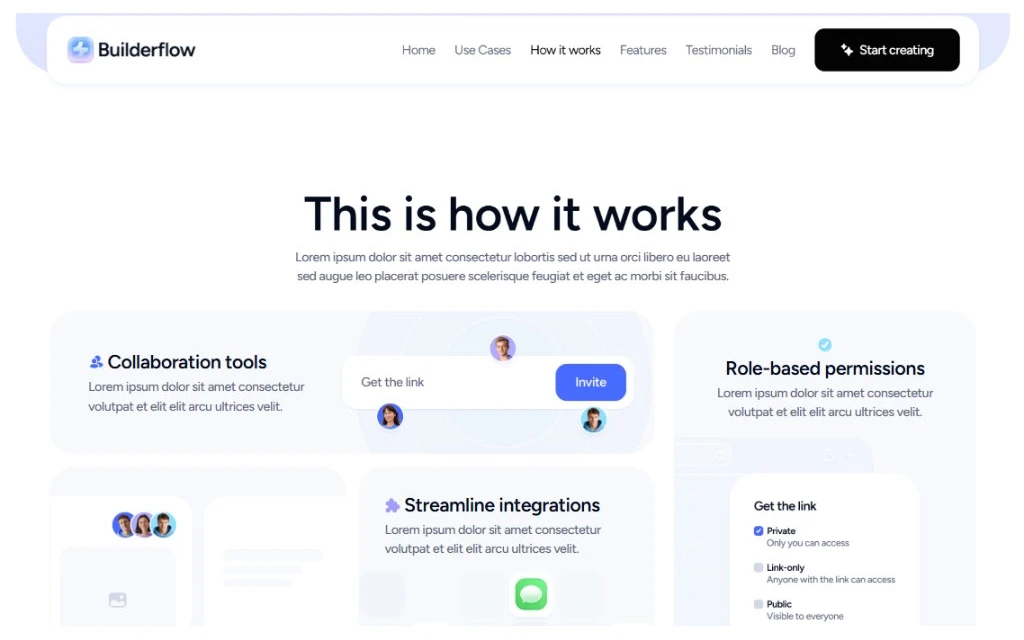 Builderflow
Home Use Cases How it works Features Testimonials Blog Start creating
This is how it works
Lorem ipsum dolor sit amet consectetur lobortis sed ut urna orci libero eu laoreet
sed augue leo placerat posuere scelerisque feugiat et eget ac morbi sit faucibus.
Collaboration tools
Lorem ipsum dolor sit amet consectetur
volutpat et elit elit arcu ultrices velit.
Get the link
Invite
Role-based permissions
Lorem ipsum dolor sit amet consectetur
volutpat et elit elit arcu ultrices velit.
Streamline integrations
Lorem ipsum dolor sit amet consectetur
volutpat et elit elit arcu ultrices velit.
Get the link
Private
Only you can access
Link-only
Anyone with the link can access
Public
Visible to everyone